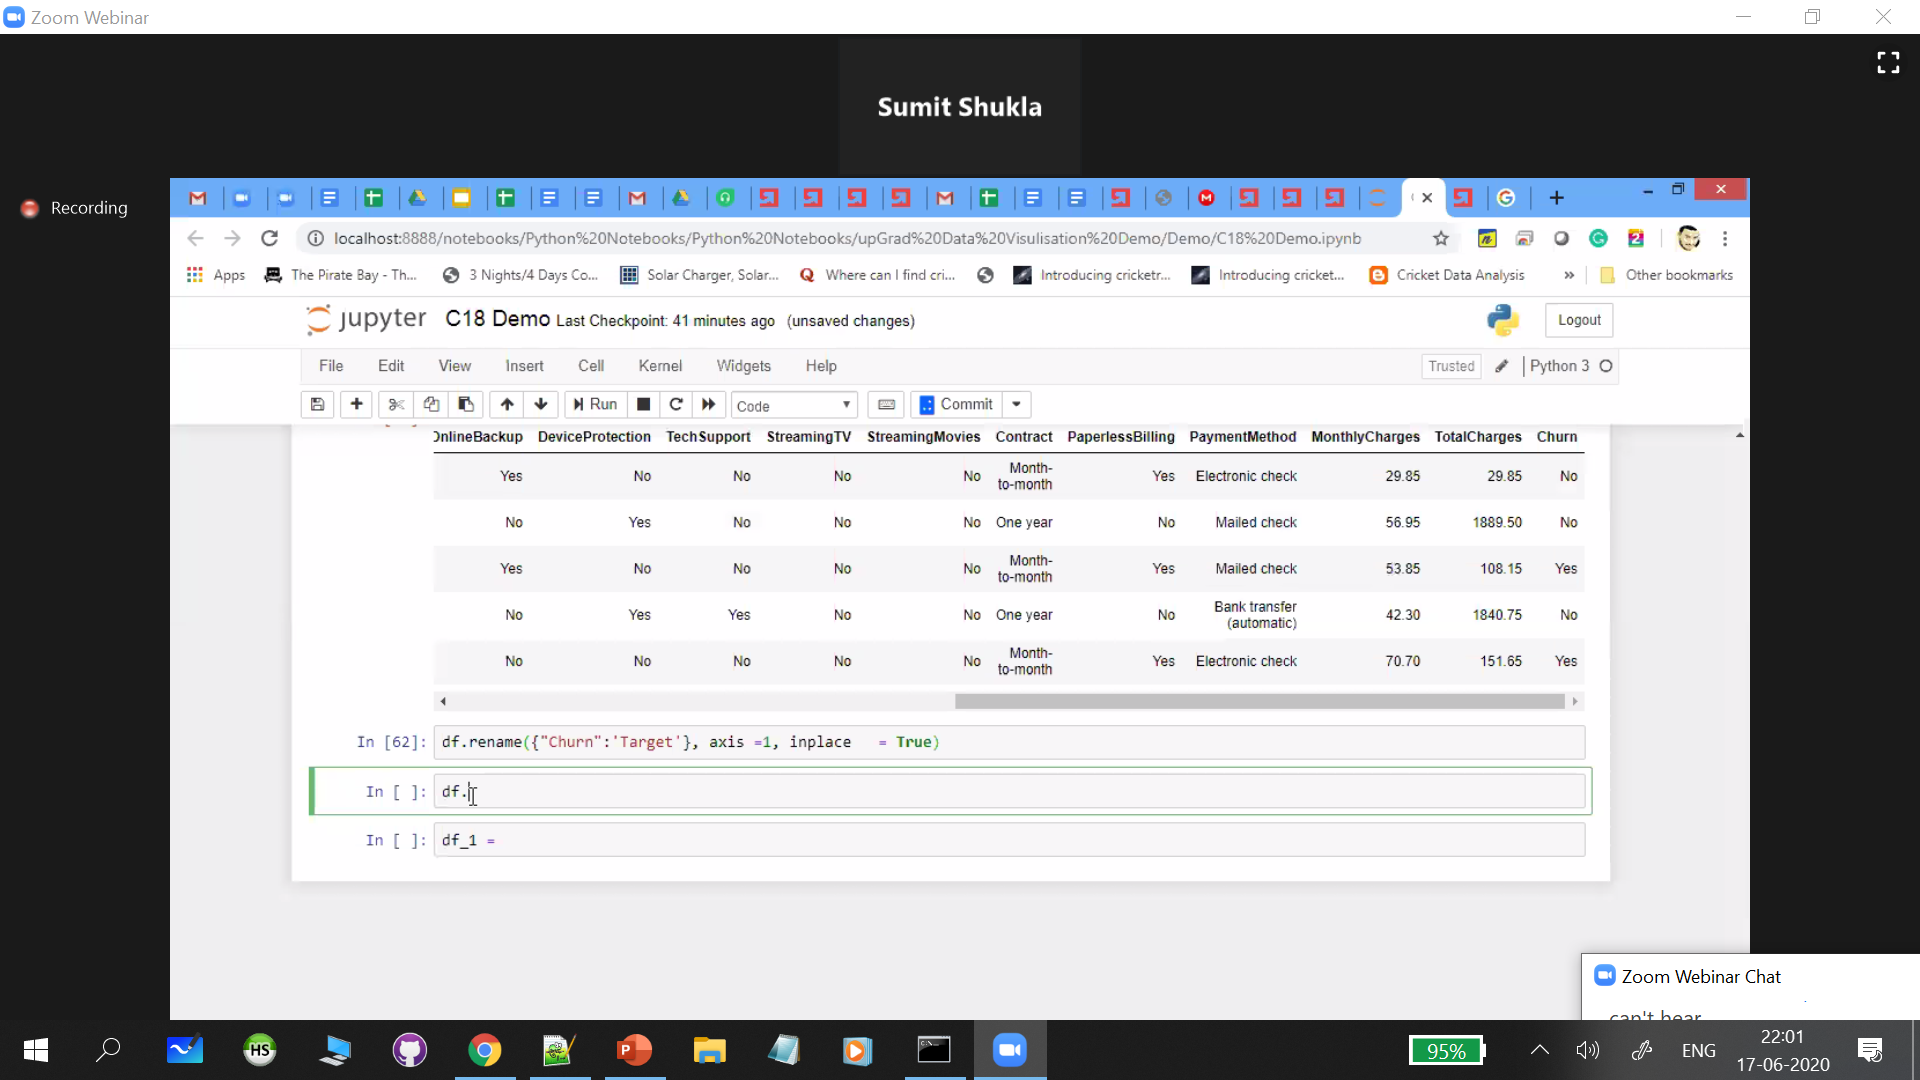 Zoom Webinar
Sumit Shukla
Recording
localhost:8888/notebooks/Python%20Notebooks/Python%20Notebooks/upGrad%20Data%20Visulisation%20Demo/Demo/C18%20Demo.ipynb
Apps The Pirate Bay - Th... 3 Nights/4 Days Co... Solar Charger, Solar... Where can I find cri... Introducing cricketr... Introducing cricket... Cricket Data Analysis » Other bookmarks
jupyter C18 Demo Last Checkpoint: 41 minutes ago (unsaved changes) Logout
File Edit View Insert Cell Kernel Widgets Help Trusted Python 3
Run Code Commit
OnlineBackup DeviceProtection TechSupport StreamingTV StreamingMovies Contract PaperlessBilling PaymentMethod MonthlyCharges TotalCharges Churn
Yes No No No No Month-to-month Yes Electronic check 29.85 29.85 No
No Yes No No No One year No Mailed check 56.95 1889.50 No
Yes No No No No Month-to-month Yes Mailed check 53.85 108.15 Yes
No Yes Yes No No One year No Bank transfer (automatic) 42.30 1840.75 No
No No No No No Month-to-month Yes Electronic check 70.70 151.65 Yes
In [62]: df.rename({"Churn":'Target'}, axis =1, inplace = True)
In [ ]: df.
In [ ]: df_1 =
Zoom Webinar Chat
can't hear
HS
95% ENG 22:01
17-06-2020